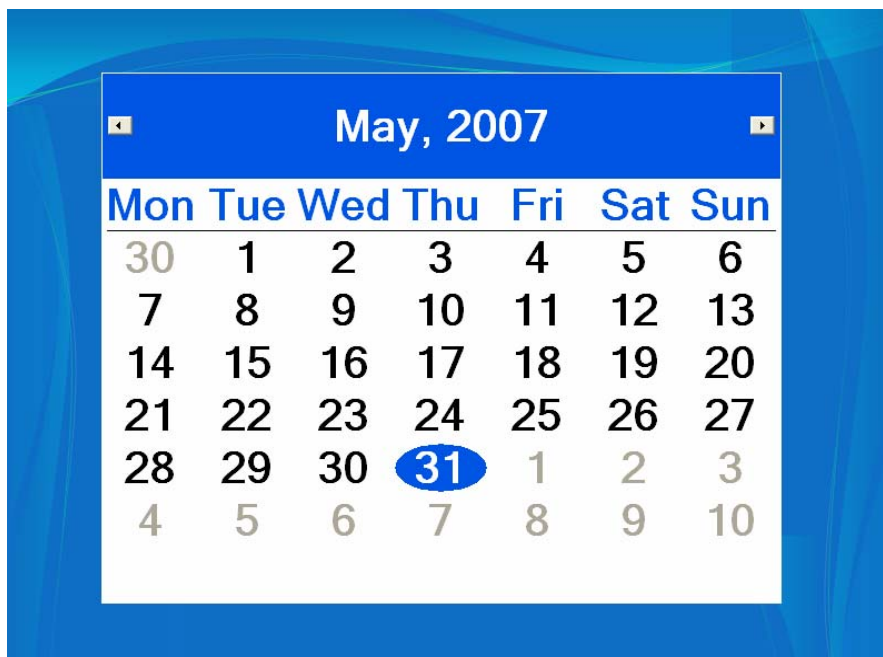 May, 2007
Mon Tue Wed Thu Fri Sat Sun
30 1 2 3 4 5 6
7 8 9 10 11 12 13
14 15 16 17 18 19 20
21 22 23 24 25 26 27
28 29 30 31 1 2 3
4 5 6 7 8 9 10